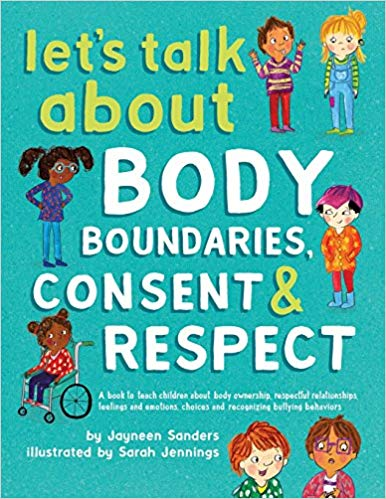 let's talk
about
BODY
BOUNDARIES,
CONSENT &
RESPECT
A book to teach children about body ownership, respectful relationships,
feelings and emotions, choices and recognizing bullying behaviors
by Jayneen Sanders
illustrated by Sarah Jennings